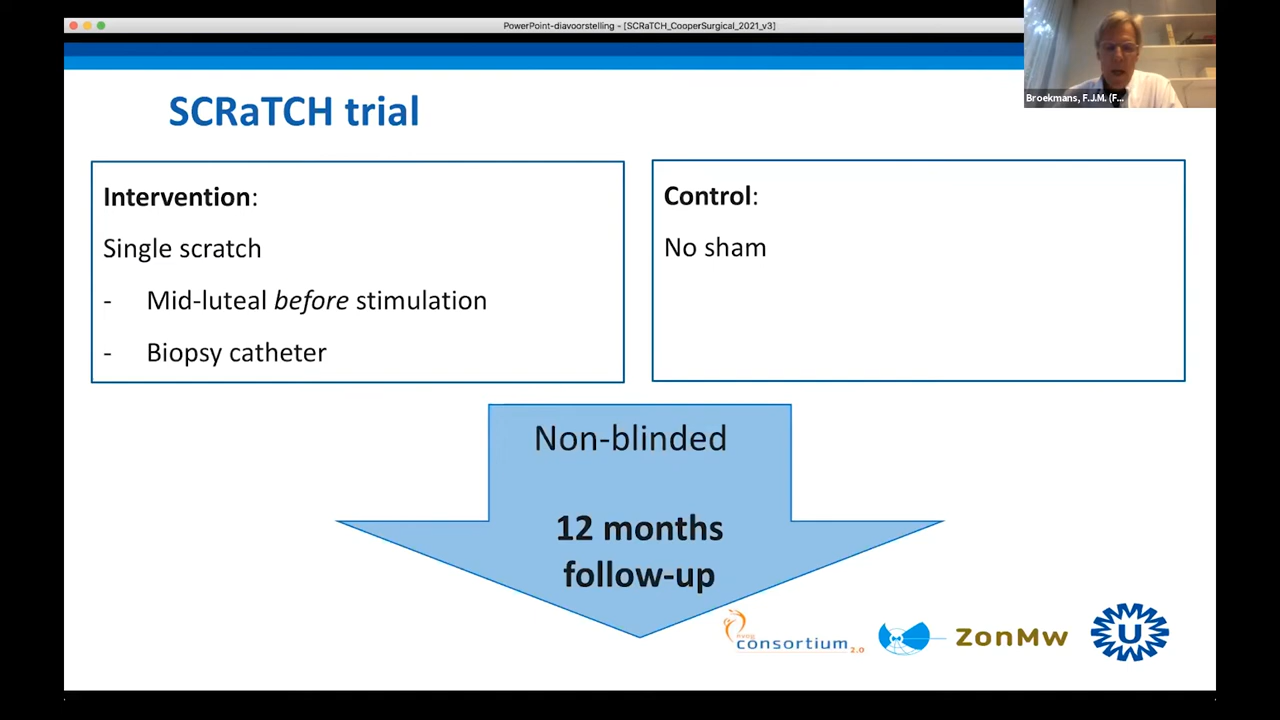 PowerPoint-diavoorstelling - [SCRaTCH_CooperSurgical_2021_v3]
Broekmans, F.J.M. (F...
SCRaTCH trial
Intervention:
Single scratch
- Mid-luteal before stimulation
- Biopsy catheter
Control:
No sham
Non-blinded
12 months
follow-up
consortium 2.0
ZonMw
U